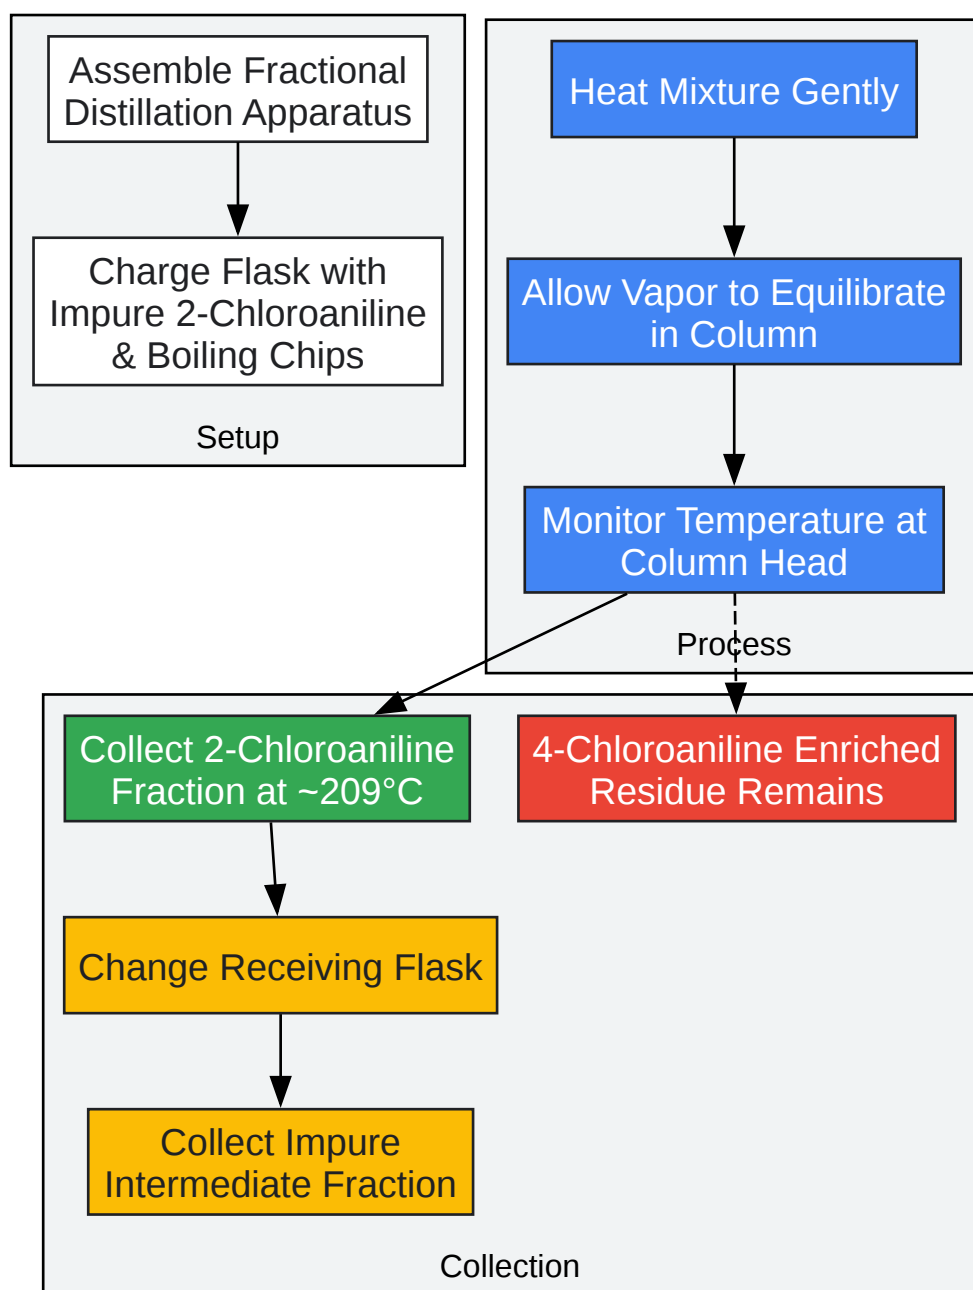 Assemble Fractional
Distillation Apparatus
Charge Flask with
Impure 2-Chloroaniline
& Boiling Chips
Setup
Heat Mixture Gently
Allow Vapor to Equilibrate
in Column
Monitor Temperature at
Column Head
Process
Collect 2-Chloroaniline
Fraction at ~209°C
4-Chloroaniline Enriched
Residue Remains
Change Receiving Flask
Collect Impure
Intermediate Fraction
Collection